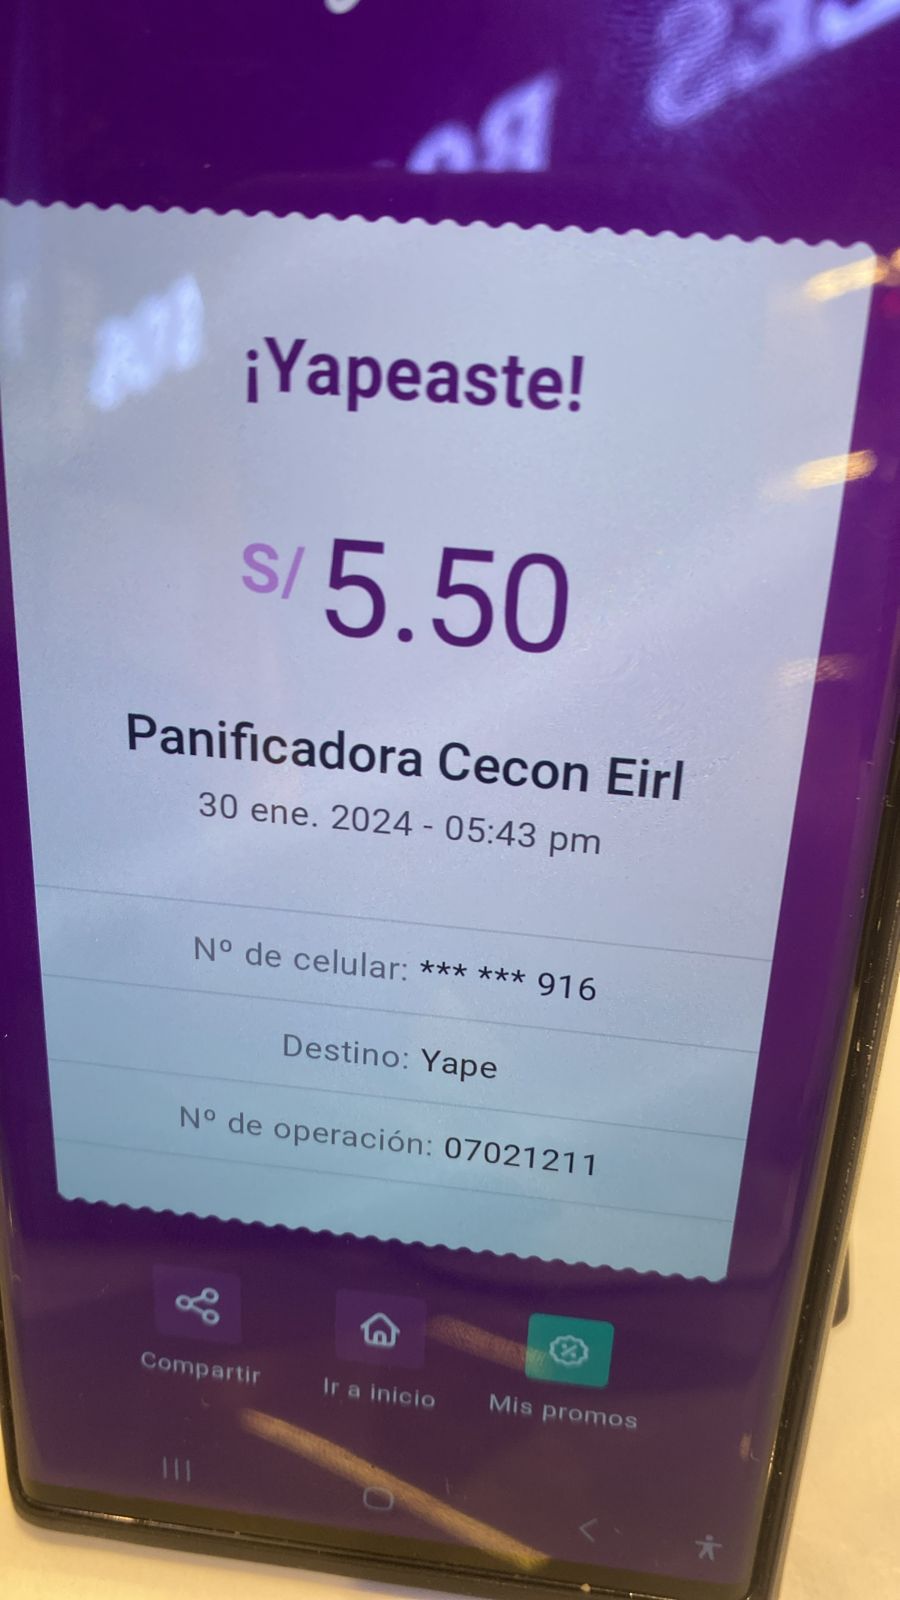 ¡Yapeaste!
S/ 5.50
Panificadora Cecon Eirl
30 ene. 2024 - 05:43 pm
Nº de celular: *** *** 916
Destino: Yape
Nº de operación: 07021211
Compartir
Ir a inicio
Mis promos